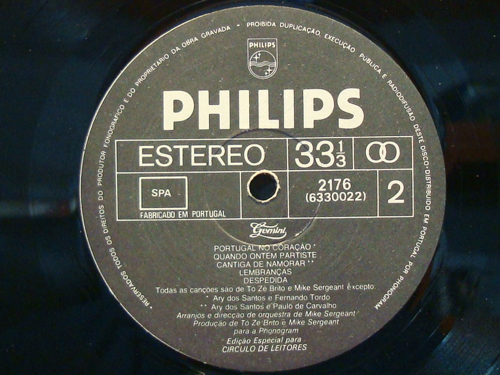 RESERVADOS TODOS OS DIREITOS DO PRODUTOR FONOGRÁFICO E DO PROPRIETÁRIO DA OBRA GRAVADA - PROIBIDA DUPLICAÇÃO, EXECUÇÃO PÚBLICA E RADIODIFUSÃO DESTE DISCO - DISTRIBUIDO EM PORTUGAL POR PHONOGRAM
PHILIPS
PHILIPS
ESTEREO 33 1/3
SPA
2176
(6330022)
2
FABRICADO EM PORTUGAL
Gemini
PORTUGAL NO CORAÇÃO *
QUANDO ONTEM PARTISTE
CANTIGA DE NAMORAR **
LEMBRANÇAS
DESPEDIDA
Todas as canções são de Tó Zé Brito e Mike Sergeant excepto
* Ary dos Santos e Fernando Tordo
** Ary dos Santos e Paulo de Carvalho
Arranjos e direcção de orquestra de Mike Sergeant
Produção de Tó Zé Brito e Mike Sergeant
para a Phonogram
Edição Especial para
CÍRCULO DE LEITORES